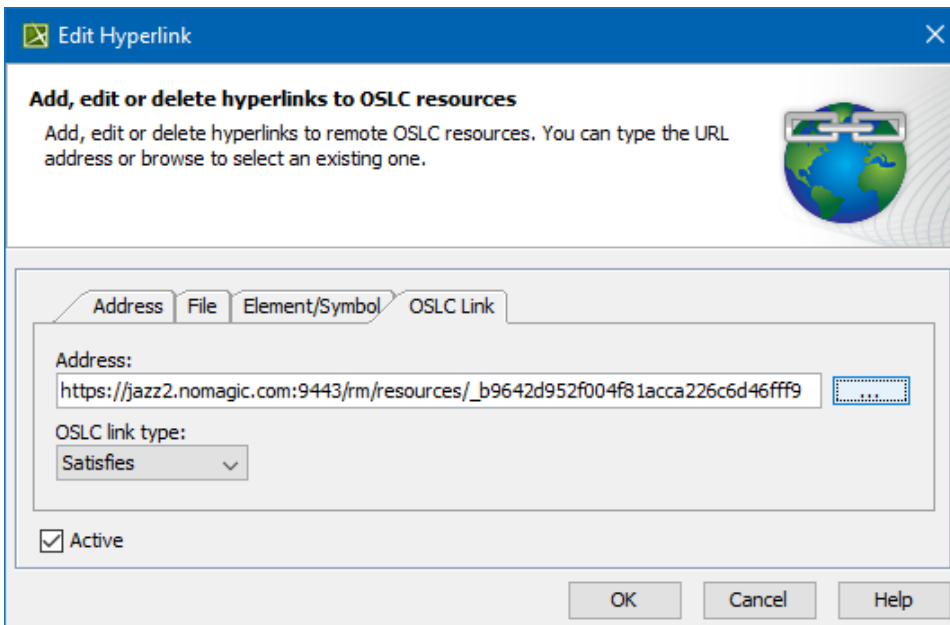 Edit Hyperlink
Add, edit or delete hyperlinks to OSLC resources
Add, edit or delete hyperlinks to remote OSLC resources. You can type the URL
address or browse to select an existing one.
Address File Element/Symbol OSLC Link
Address:
https://jazz2.nomagic.com:9443/rm/resources/_b9642d952f004f81acca226c6d46fff9 ...
OSLC link type:
Satisfies
Active
OK Cancel Help